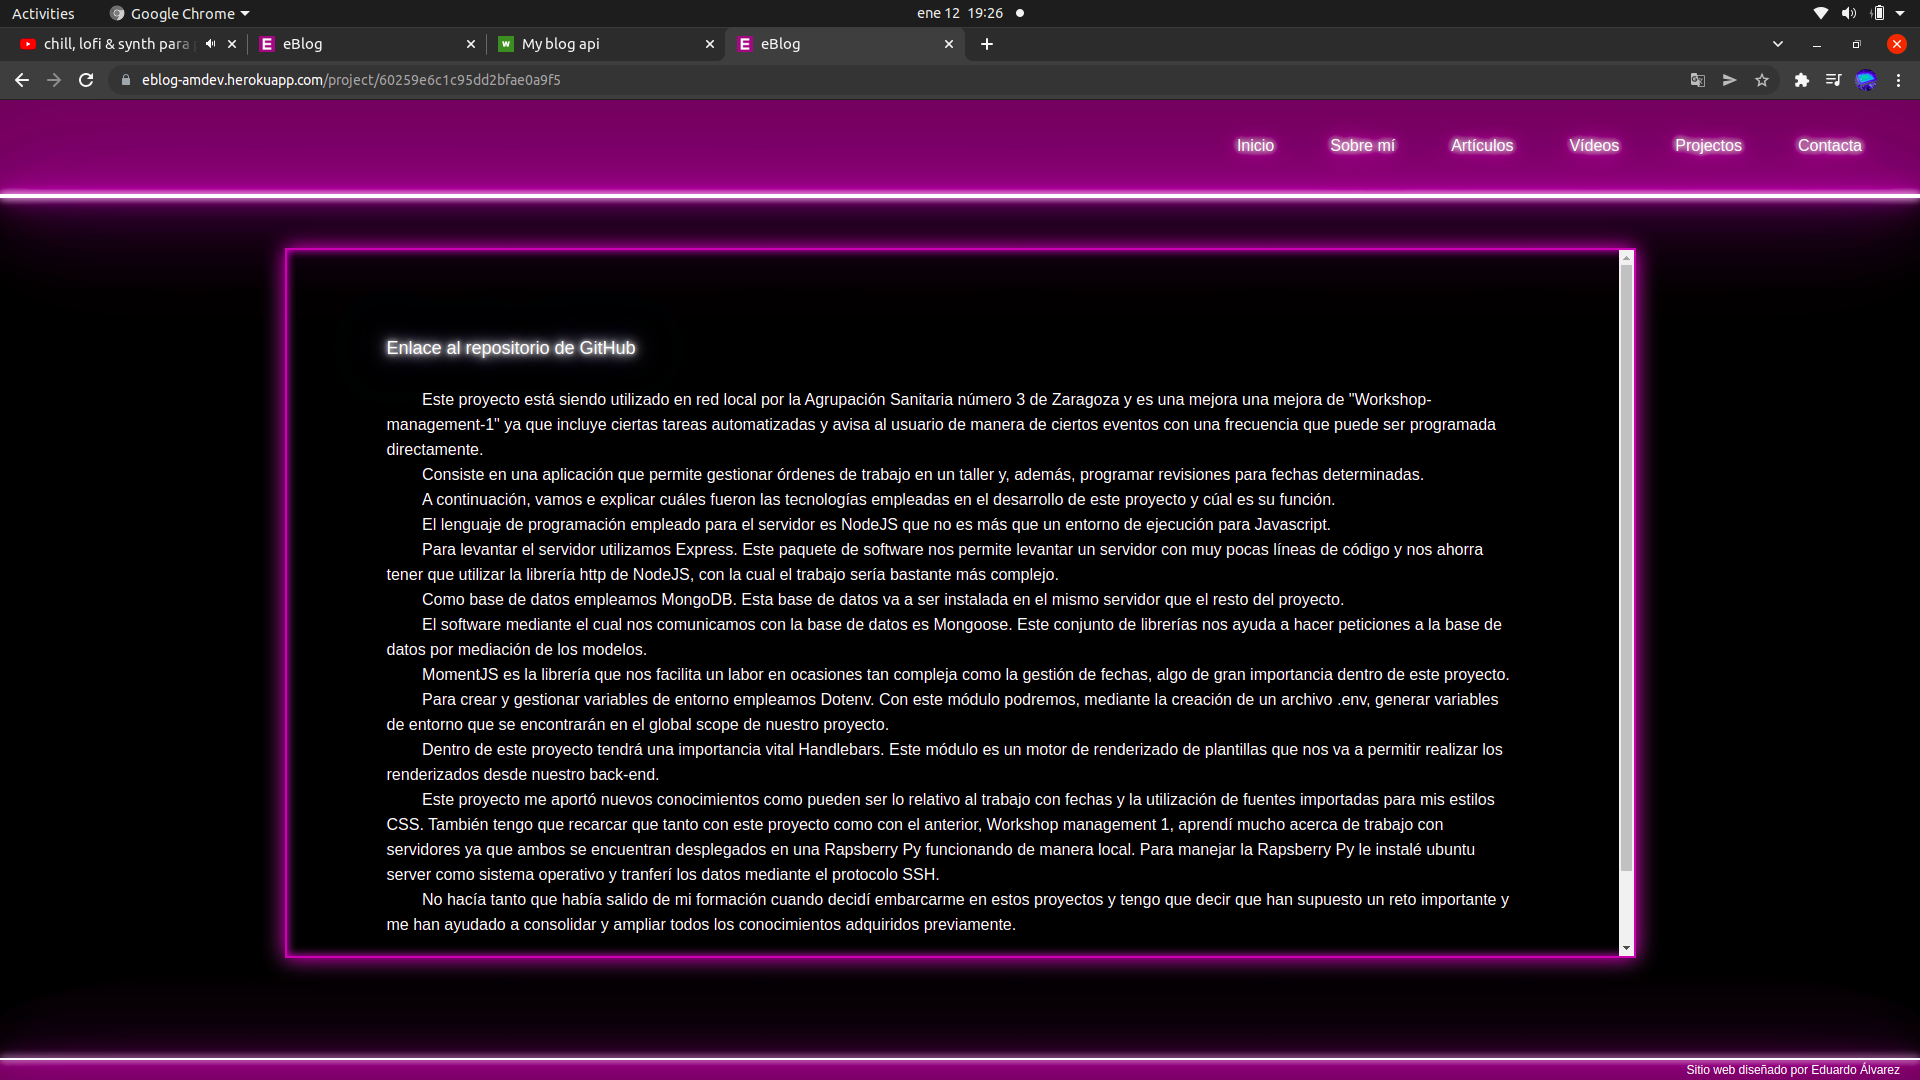 Activities
Google Chrome
ene 12 19:26
chill, lofi & synth para
eBlog
My blog api
eBlog
eblog-amdev.herokuapp.com/project/60259e6c1c95dd2bfae0a9f5
Inicio
Sobre mí
Artículos
Vídeos
Projectos
Contacta
Enlace al repositorio de GitHub
Este proyecto está siendo utilizado en red local por la Agrupación Sanitaria número 3 de Zaragoza y es una mejora una mejora de "Workshop-
management-1" ya que incluye ciertas tareas automatizadas y avisa al usuario de manera de ciertos eventos con una frecuencia que puede ser programada
directamente.
Consiste en una aplicación que permite gestionar órdenes de trabajo en un taller y, además, programar revisiones para fechas determinadas.
A continuación, vamos e explicar cuáles fueron las tecnologías empleadas en el desarrollo de este proyecto y cúal es su función.
El lenguaje de programación empleado para el servidor es NodeJS que no es más que un entorno de ejecución para Javascript.
Para levantar el servidor utilizamos Express. Este paquete de software nos permite levantar un servidor con muy pocas líneas de código y nos ahorra
tener que utilizar la librería http de NodeJS, con la cual el trabajo sería bastante más complejo.
Como base de datos empleamos MongoDB. Esta base de datos va a ser instalada en el mismo servidor que el resto del proyecto.
El software mediante el cual nos comunicamos con la base de datos es Mongoose. Este conjunto de librerías nos ayuda a hacer peticiones a la base de
datos por mediación de los modelos.
MomentJS es la librería que nos facilita un labor en ocasiones tan compleja como la gestión de fechas, algo de gran importancia dentro de este proyecto.
Para crear y gestionar variables de entorno empleamos Dotenv. Con este módulo podremos, mediante la creación de un archivo .env, generar variables
de entorno que se encontrarán en el global scope de nuestro proyecto.
Dentro de este proyecto tendrá una importancia vital Handlebars. Este módulo es un motor de renderizado de plantillas que nos va a permitir realizar los
renderizados desde nuestro back-end.
Este proyecto me aportó nuevos conocimientos como pueden ser lo relativo al trabajo con fechas y la utilización de fuentes importadas para mis estilos
CSS. También tengo que recarcar que tanto con este proyecto como con el anterior, Workshop management 1, aprendí mucho acerca de trabajo con
servidores ya que ambos se encuentran desplegados en una Rapsberry Py funcionando de manera local. Para manejar la Rapsberry Py le instalé ubuntu
server como sistema operativo y tranferí los datos mediante el protocolo SSH.
No hacía tanto que había salido de mi formación cuando decidí embarcarme en estos proyectos y tengo que decir que han supuesto un reto importante y
me han ayudado a consolidar y ampliar todos los conocimientos adquiridos previamente.
Sitio web diseñado por Eduardo Álvarez